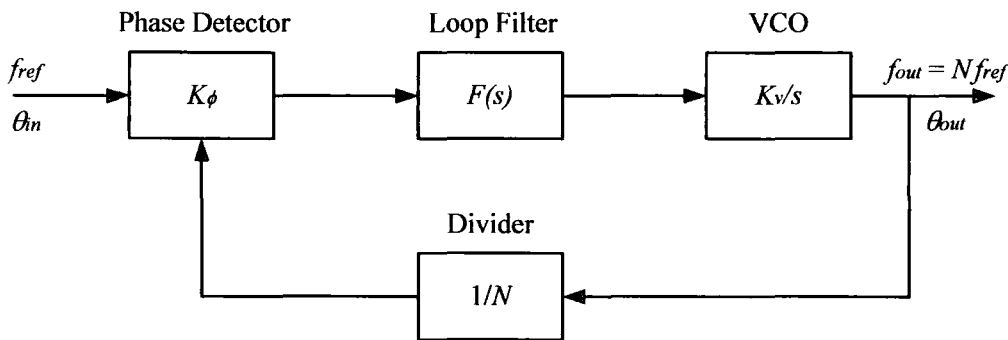 Phase Detector
Loop Filter
VCO
fref
θin
Kϕ
F(s)
Kv/s
fout = Nfref
θout
Divider
1/N